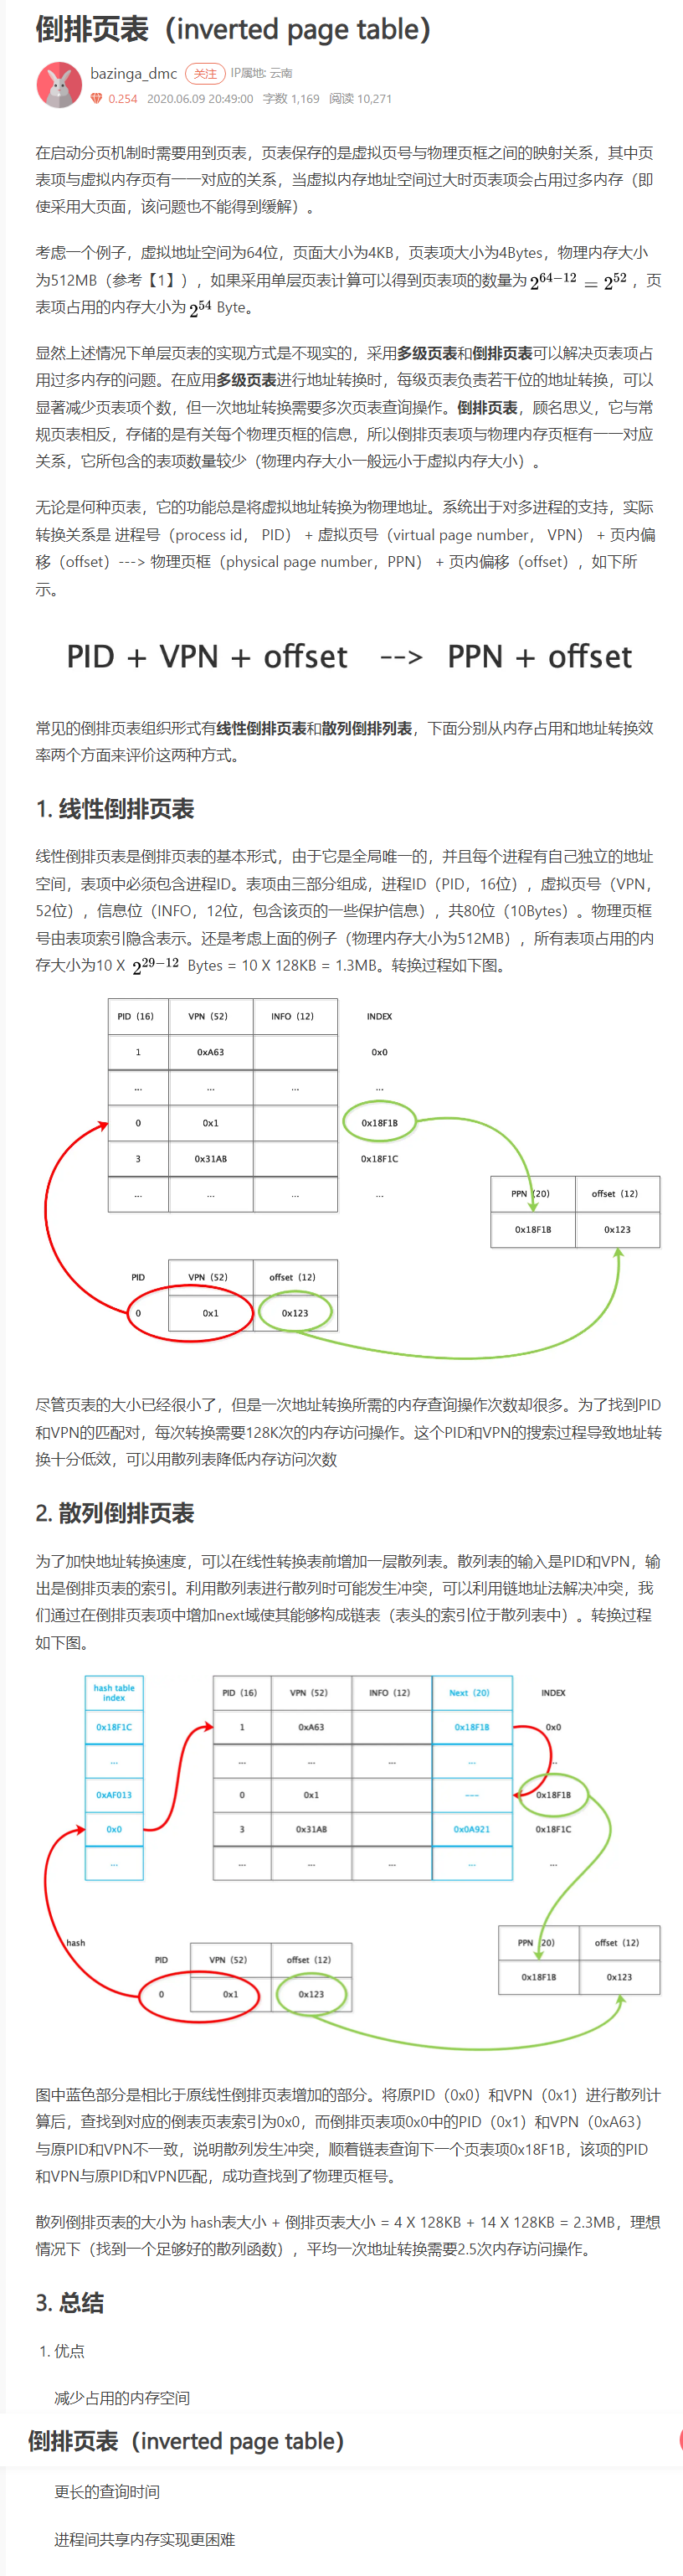 倒排页表（inverted page table）
bazinga_dmc 关注 IP属地: 云南
0.254 2020.06.09 20:49:00 字数 1,169 阅读 10,271
在启动分页机制时需要用到页表，页表保存的是虚拟页号与物理页框之间的映射关系，其中页
表项与虚拟内存页有一一对应的关系，当虚拟内存地址空间过大时页表项会占用过多内存（即
使采用大页面，该问题也不能得到缓解）。
考虑一个例子，虚拟地址空间为64位，页面大小为4KB，页表项大小为4Bytes，物理内存大小
为512MB（参考【1】），如果采用单层页表计算可以得到页表项的数量为 2^{64-12} = 2^{52} ，页
表项占用的内存大小为 2^{54} Byte。
显然上述情况下单层页表的实现方式是不现实的，采用多级页表和倒排页表可以解决页表项占
用过多内存的问题。在应用多级页表进行地址转换时，每级页表负责若干位的地址转换，可以
显著减少页表项个数，但一次地址转换需要多次页表查询操作。倒排页表，顾名思义，它与常
规页表相反，存储的是有关每个物理页框的信息，所以倒排页表项与物理内存页框有一一对应
关系，它所包含的表项数量较少（物理内存大小一般远小于虚拟内存大小）。
无论是何种页表，它的功能总是将虚拟地址转换为物理地址。系统出于对多进程的支持，实际
转换关系是 进程号（process id， PID） + 虚拟页号（virtual page number， VPN） + 页内偏
移（offset）---> 物理页框（physical page number，PPN） + 页内偏移（offset），如下所
示。
PID + VPN + offset --> PPN + offset
常见的倒排页表组织形式有线性倒排页表和散列倒排列表，下面分别从内存占用和地址转换效
率两个方面来评价这两种方式。
1. 线性倒排页表
线性倒排页表是倒排页表的基本形式，由于它是全局唯一的，并且每个进程有自己独立的地址
空间，表项中必须包含进程ID。表项由三部分组成，进程ID（PID，16位），虚拟页号（VPN，
52位），信息位（INFO，12位，包含该页的一些保护信息），共80位（10Bytes）。物理页框
号由表项索引隐含表示。还是考虑上面的例子（物理内存大小为512MB），所有表项占用的内
存大小为10 X 2^{29-12} Bytes = 10 X 128KB = 1.3MB。转换过程如下图。
PID（16） VPN（52） INFO（12） INDEX
1 0xA63 0x0
... ... ... ...
0 0x1 0x18F1B
3 0x31AB 0x18F1C
... ... ... ...
PPN（20） offset（12）
0x18F1B 0x123
PID VPN（52） offset（12）
0 0x1 0x123
尽管页表的大小已经很小了，但是一次地址转换所需的内存查询操作次数却很多。为了找到PID
和VPN的匹配对，每次转换需要128K次的内存访问操作。这个PID和VPN的搜索过程导致地址转
换十分低效，可以用散列表降低内存访问次数
2. 散列倒排页表
为了加快地址转换速度，可以在线性转换表前增加一层散列表。散列表的输入是PID和VPN，输
出是倒排页表的索引。利用散列表进行散列时可能发生冲突，可以利用链地址法解决冲突，我
们通过在倒排页表项中增加next域使其能够构成链表（表头的索引位于散列表中）。转换过程
如下图。
hash table
index
PID（16） VPN（52） INFO（12） Next（20） INDEX
0x18F1C 1 0xA63 0x18F1B 0x0
... ... ... ... ... ...
0xAF013 0 0x1 --- 0x18F1B
0x0 3 0x31AB 0x0A921 0x18F1C
... ... ... ... ... ...
hash
PPN（20） offset（12）
0x18F1B 0x123
PID VPN（52） offset（12）
0 0x1 0x123
图中蓝色部分是相比于原线性倒排页表增加的部分。将原PID（0x0）和VPN（0x1）进行散列计
算后，查找到对应的倒表页表索引为0x0，而倒排页表项0x0中的PID（0x1）和VPN（0xA63）
与原PID和VPN不一致，说明散列发生冲突，顺着链表查询下一个页表项0x18F1B，该项的PID
和VPN与原PID和VPN匹配，成功查找到了物理页框号。
散列倒排页表的大小为 hash表大小 + 倒排页表大小 = 4 X 128KB + 14 X 128KB = 2.3MB，理想
情况下（找到一个足够好的散列函数），平均一次地址转换需要2.5次内存访问操作。
3. 总结
1. 优点
减少占用的内存空间
倒排页表（inverted page table）
更长的查询时间
进程间共享内存实现更困难